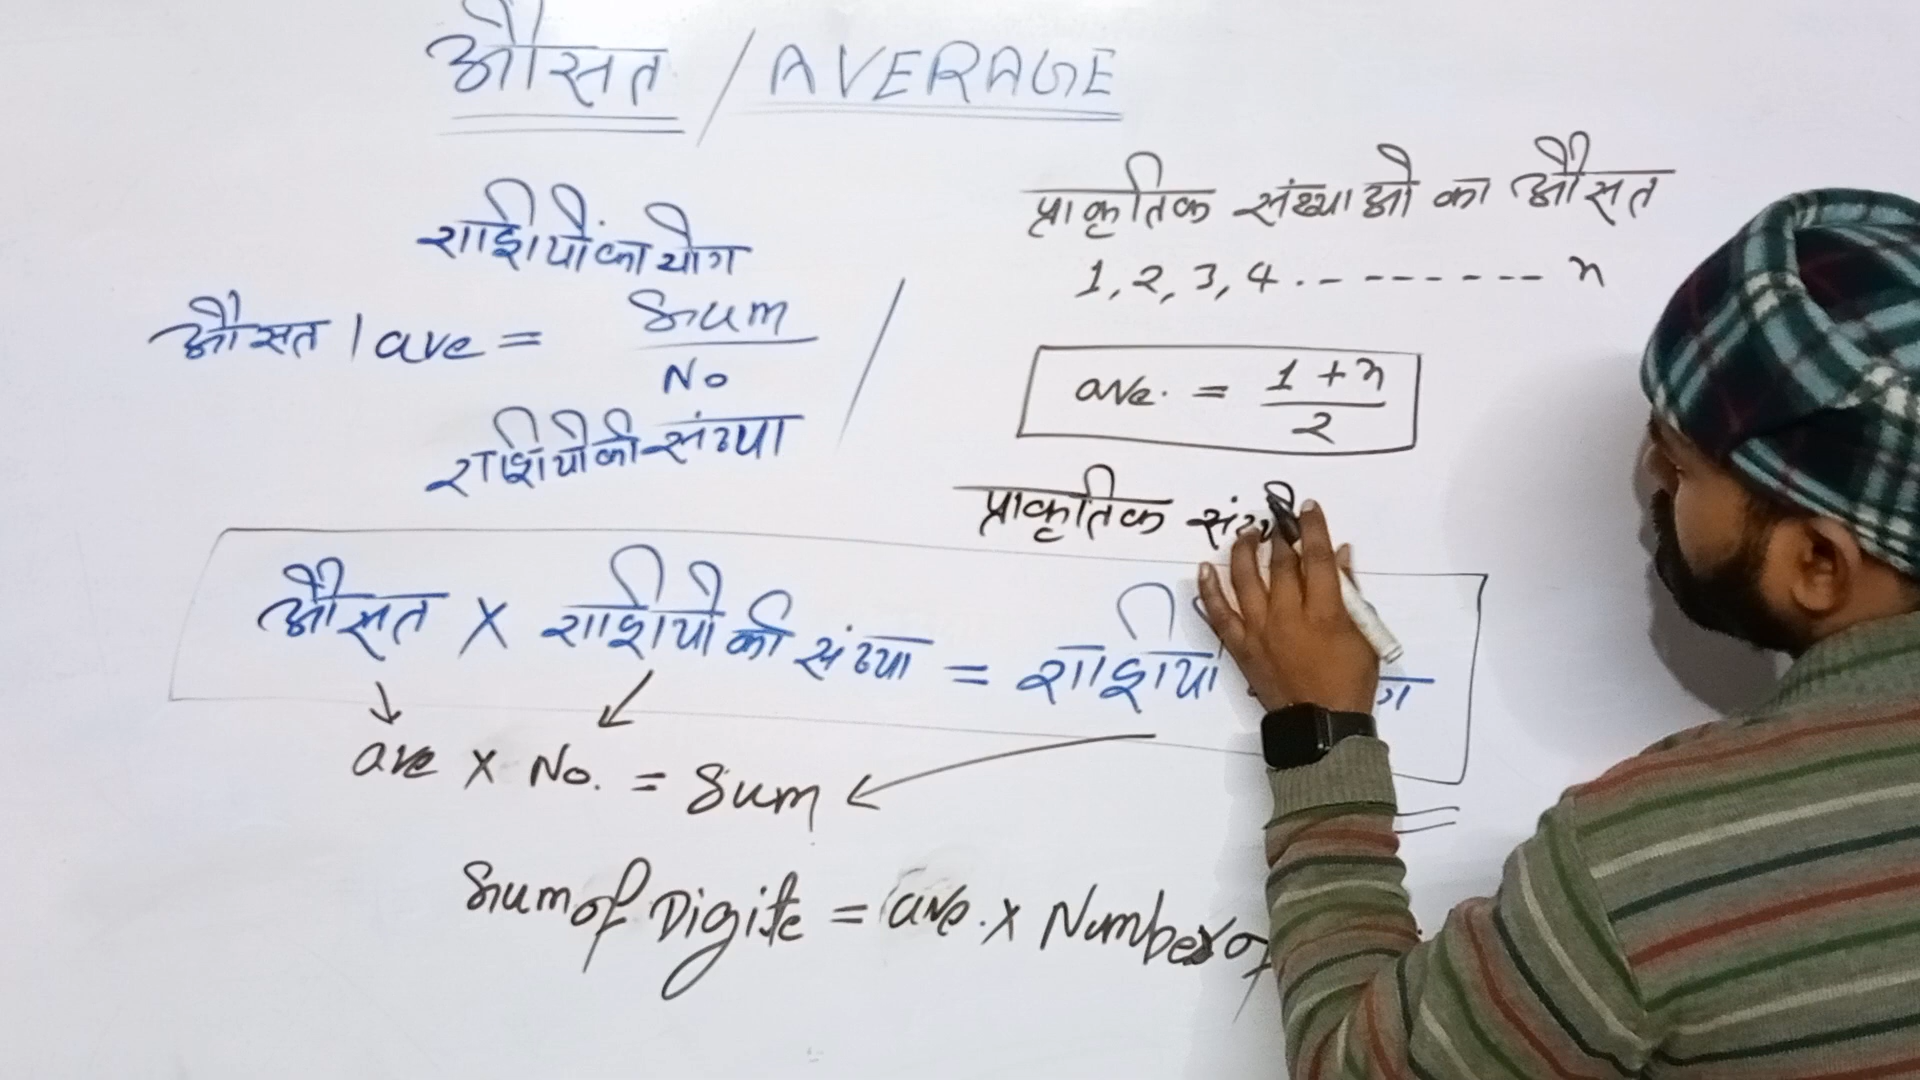 औसत / AVERAGE
राशियों का योग
औसत / ave = Sum / No
राशियों की संख्या
प्राकृतिक संख्याओ का औसत
1, 2, 3, 4 . - - - - - - - n
ave. = 1 + n / 2
प्राकृतिक
औसत × राशियो की संख्या = राशियो
ave × No. = Sum
Sum of Digits = ave. × Number of